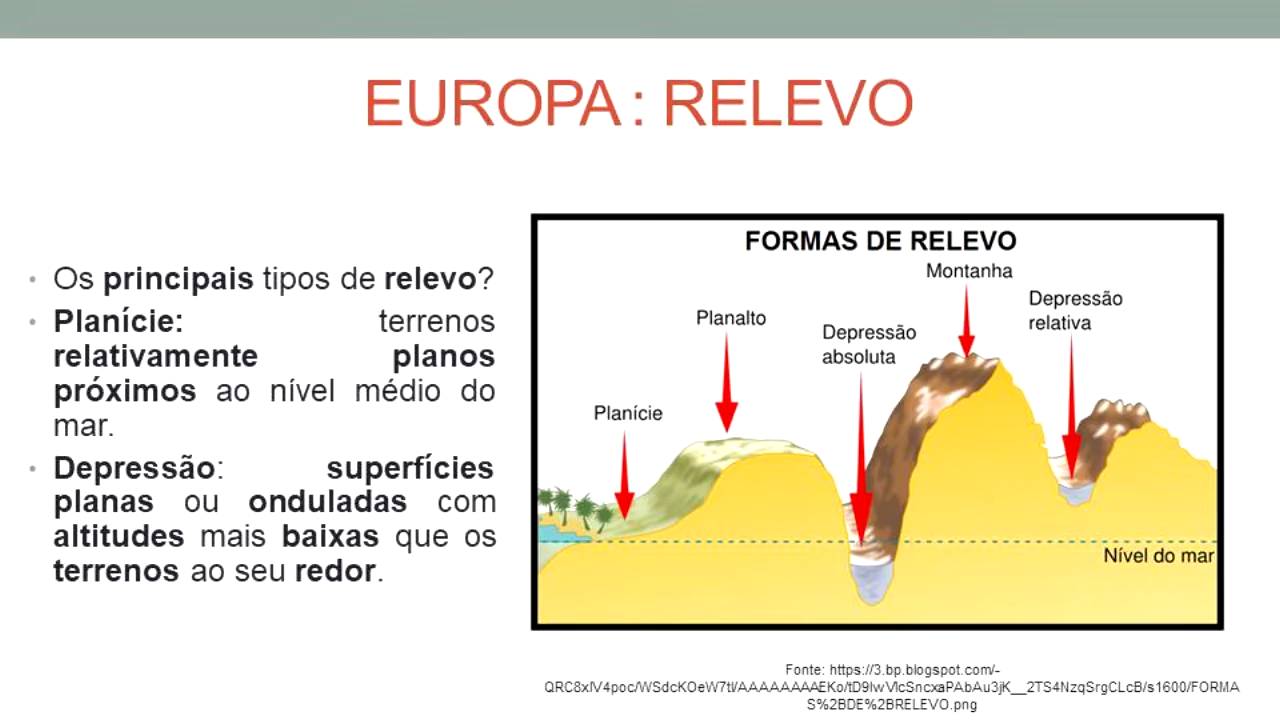 EUROPA : RELEVO
• Os principais tipos de relevo?
• Planície: terrenos
relativamente planos
próximos ao nível médio do
mar.
• Depressão: superfícies
planas ou onduladas com
altitudes mais baixas que os
terrenos ao seu redor.
FORMAS DE RELEVO
Montanha
Depressão
relativa
Planalto
Depressão
absoluta
Planície
Nível do mar
Fonte: https://3.bp.blogspot.com/-
QRC8xIV4poc/WSdcKOeW7tI/AAAAAAAAEKo/tD9IwVIcSncxaPAbAu3jK__2TS4NzqSrgCLcB/s1600/FORMA
S%2BDE%2BRELEVO.png